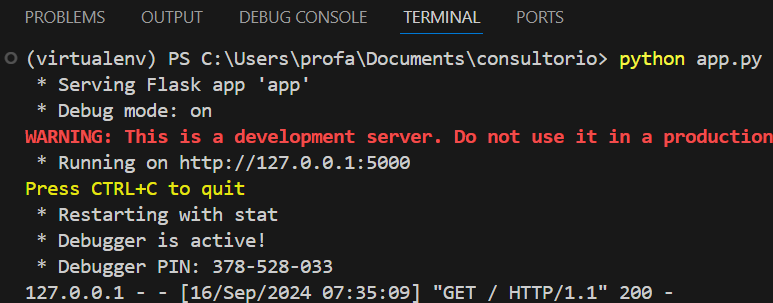 PROBLEMS OUTPUT DEBUG CONSOLE TERMINAL PORTS
(virtualenv) PS C:\Users\profa\Documents\consultorio> python app.py
* Serving Flask app 'app'
* Debug mode: on
WARNING: This is a development server. Do not use it in a production
* Running on http://127.0.0.1:5000
Press CTRL+C to quit
* Restarting with stat
* Debugger is active!
* Debugger PIN: 378-528-033
127.0.0.1 - - [16/Sep/2024 07:35:09] "GET / HTTP/1.1" 200 -